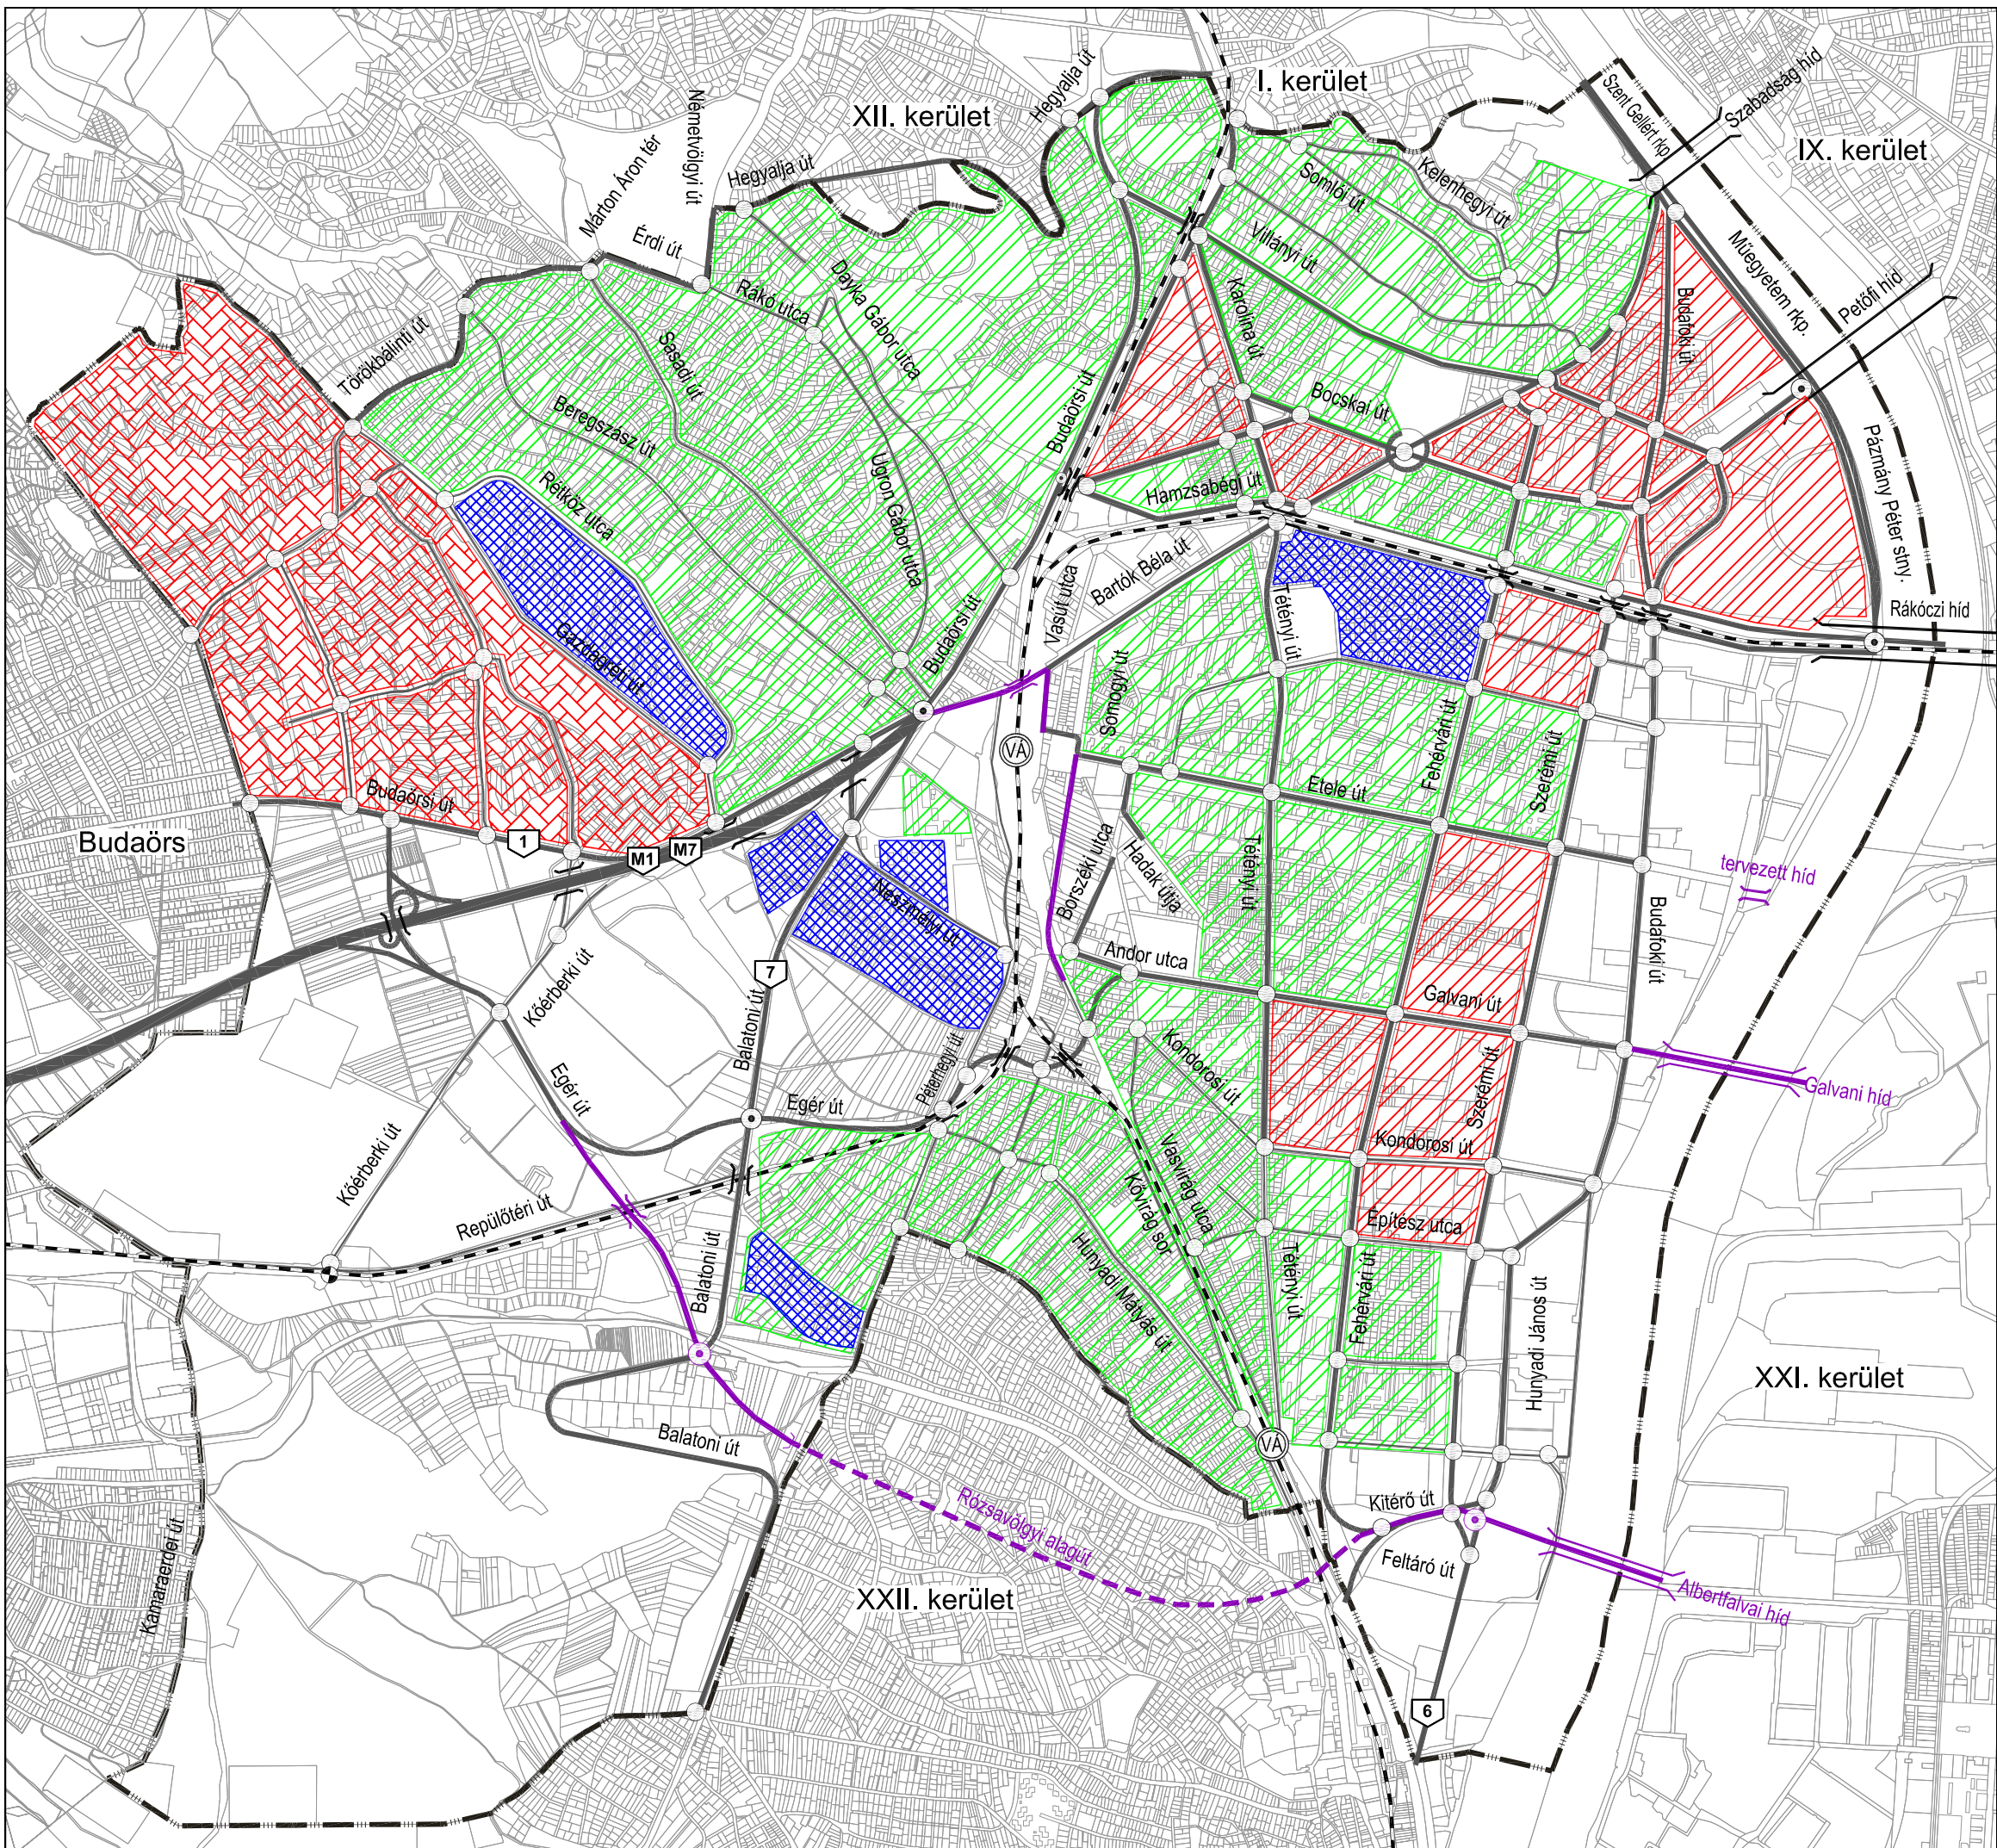 I. kerület
XII. kerület
IX. kerület
Hegyalja út
Szent Gellért rkp.
Szabadság híd
Németvölgyi út
Márton Áron tér
Hegyalja út
Érdi út
Somlói út
Kelenhegyi út
Villányi út
Műegyetem rkp.
Petőfi híd
Budafoki út
Dayka Gábor utca
Rákó utca
Karolina út
Törökbálinti út
Sasadi út
Beregszász út
Budaörsi út
Bocskai út
Rétköz utca
Ugron Gábor utca
Hamzsabégi út
Pázmány Péter stny.
Bartók Béla út
Vasút utca
Tétényi út
Rákóczi híd
Gazdagréti út
Budaörsi út
Somogyi út
Fehérvári út
Szerémi út
VÁ
Etele út
Budaörsi út
Budaörs
1
M1
M7
tervezett híd
Borszéki utca
Hadak útja
Tétényi út
Neszmélyi út
Budafoki út
Andor utca
7
Kőérberki út
Balatoni út
Galvani út
Galvani híd
Egér út
Egér út
Péterhegyi út
Kondorosi út
Szerémi út
Kondorosi út
Kőérberki út
Vasvirág utca
Kővirág sor
Építész utca
Repülőtéri út
Balatoni út
Hunyadi Mátyás út
Tétényi út
Fehérvári út
Hunyadi János út
XXI. kerület
Balatoni út
VÁ
Rózsavölgyi alagút
Kitérő út
Feltáró út
Albertfalvai híd
Kamaraerdei út
XXII. kerület
6